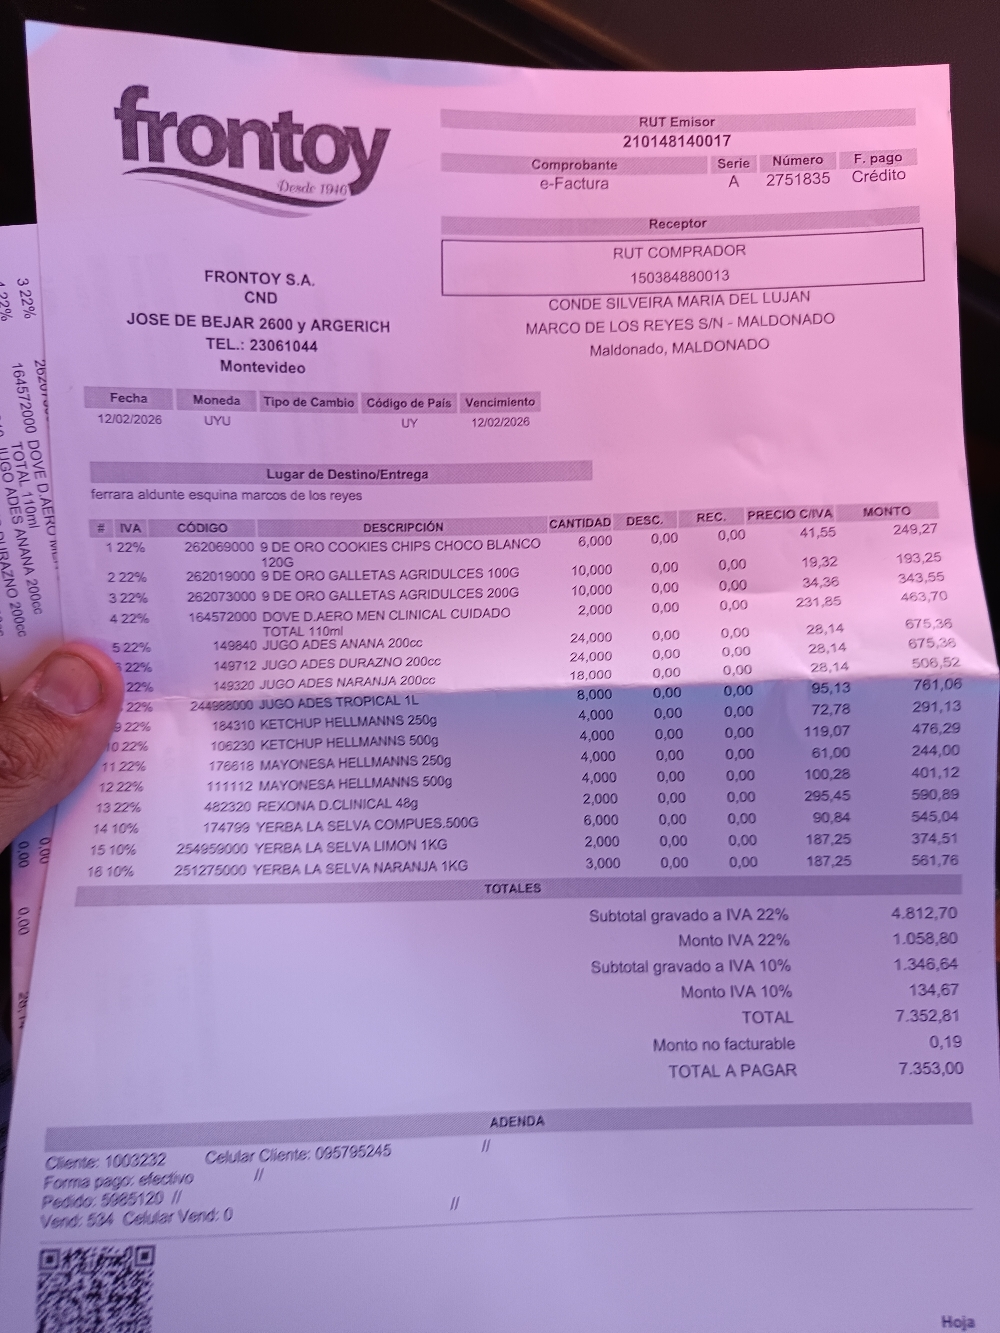 frontoy
Desde 1946
RUT Emisor
210148140017
Comprobante Serie Número F. pago
e-Factura A 2751835 Crédito
Receptor
RUT COMPRADOR
150384880013
CONDE SILVEIRA MARIA DEL LUJAN
MARCO DE LOS REYES S/N - MALDONADO
Maldonado, MALDONADO
FRONTOY S.A.
CND
JOSE DE BEJAR 2600 y ARGERICH
TEL.: 23061044
Montevideo
Fecha Moneda Tipo de Cambio Código de País Vencimiento
12/02/2026 UYU UY 12/02/2026
Lugar de Destino/Entrega
ferrara aldunte esquina marcos de los reyes
# IVA CÓDIGO DESCRIPCIÓN CANTIDAD DESC. REC. PRECIO C/IVA MONTO
1 22% 262069000 9 DE ORO COOKIES CHIPS CHOCO BLANCO 6,000 0,00 0,00 41,55 249,27
120G
2 22% 262019000 9 DE ORO GALLETAS AGRIDULCES 100G 10,000 0,00 0,00 19,32 193,25
3 22% 262073000 9 DE ORO GALLETAS AGRIDULCES 200G 10,000 0,00 0,00 34,36 343,55
4 22% 164572000 DOVE D.AERO MEN CLINICAL CUIDADO 2,000 0,00 0,00 231,85 463,70
TOTAL 110ml
5 22% 149840 JUGO ADES ANANA 200cc 24,000 0,00 0,00 28,14 675,36
22% 149712 JUGO ADES DURAZNO 200cc 24,000 0,00 0,00 28,14 675,36
22% 149320 JUGO ADES NARANJA 200cc 18,000 0,00 0,00 28,14 506,52
22% 244988000 JUGO ADES TROPICAL 1L 8,000 0,00 0,00 95,13 761,06
9 22% 184310 KETCHUP HELLMANNS 250g 4,000 0,00 0,00 72,78 291,13
10 22% 106230 KETCHUP HELLMANNS 500g 4,000 0,00 0,00 119,07 476,29
11 22% 176618 MAYONESA HELLMANNS 250g 4,000 0,00 0,00 61,00 244,00
12 22% 111112 MAYONESA HELLMANNS 500g 4,000 0,00 0,00 100,28 401,12
13 22% 482320 REXONA D.CLINICAL 48g 2,000 0,00 0,00 295,45 590,89
14 10% 174799 YERBA LA SELVA COMPUES.500G 6,000 0,00 0,00 90,84 545,04
15 10% 254959000 YERBA LA SELVA LIMON 1KG 2,000 0,00 0,00 187,25 374,51
16 10% 251275000 YERBA LA SELVA NARANJA 1KG 3,000 0,00 0,00 187,25 561,76
TOTALES
Subtotal gravado a IVA 22% 4.812,70
Monto IVA 22% 1.058,80
Subtotal gravado a IVA 10% 1.346,64
Monto IVA 10% 134,67
TOTAL 7.352,81
Monto no facturable 0,19
TOTAL A PAGAR 7.353,00
ADENDA
Cliente: 1003232 Celular Cliente: 095795245 //
Forma pago: efectivo //
Pedido: 5985120 //
Vend: 534 Celular Vend: 0 //
Hoja
3 22%
22%
164572000 DOVE D.AERO
TOTAL 110ml
JUGO ADES ANANA 200cc
DURAZNO 200cc
0,00
0,00
0,00